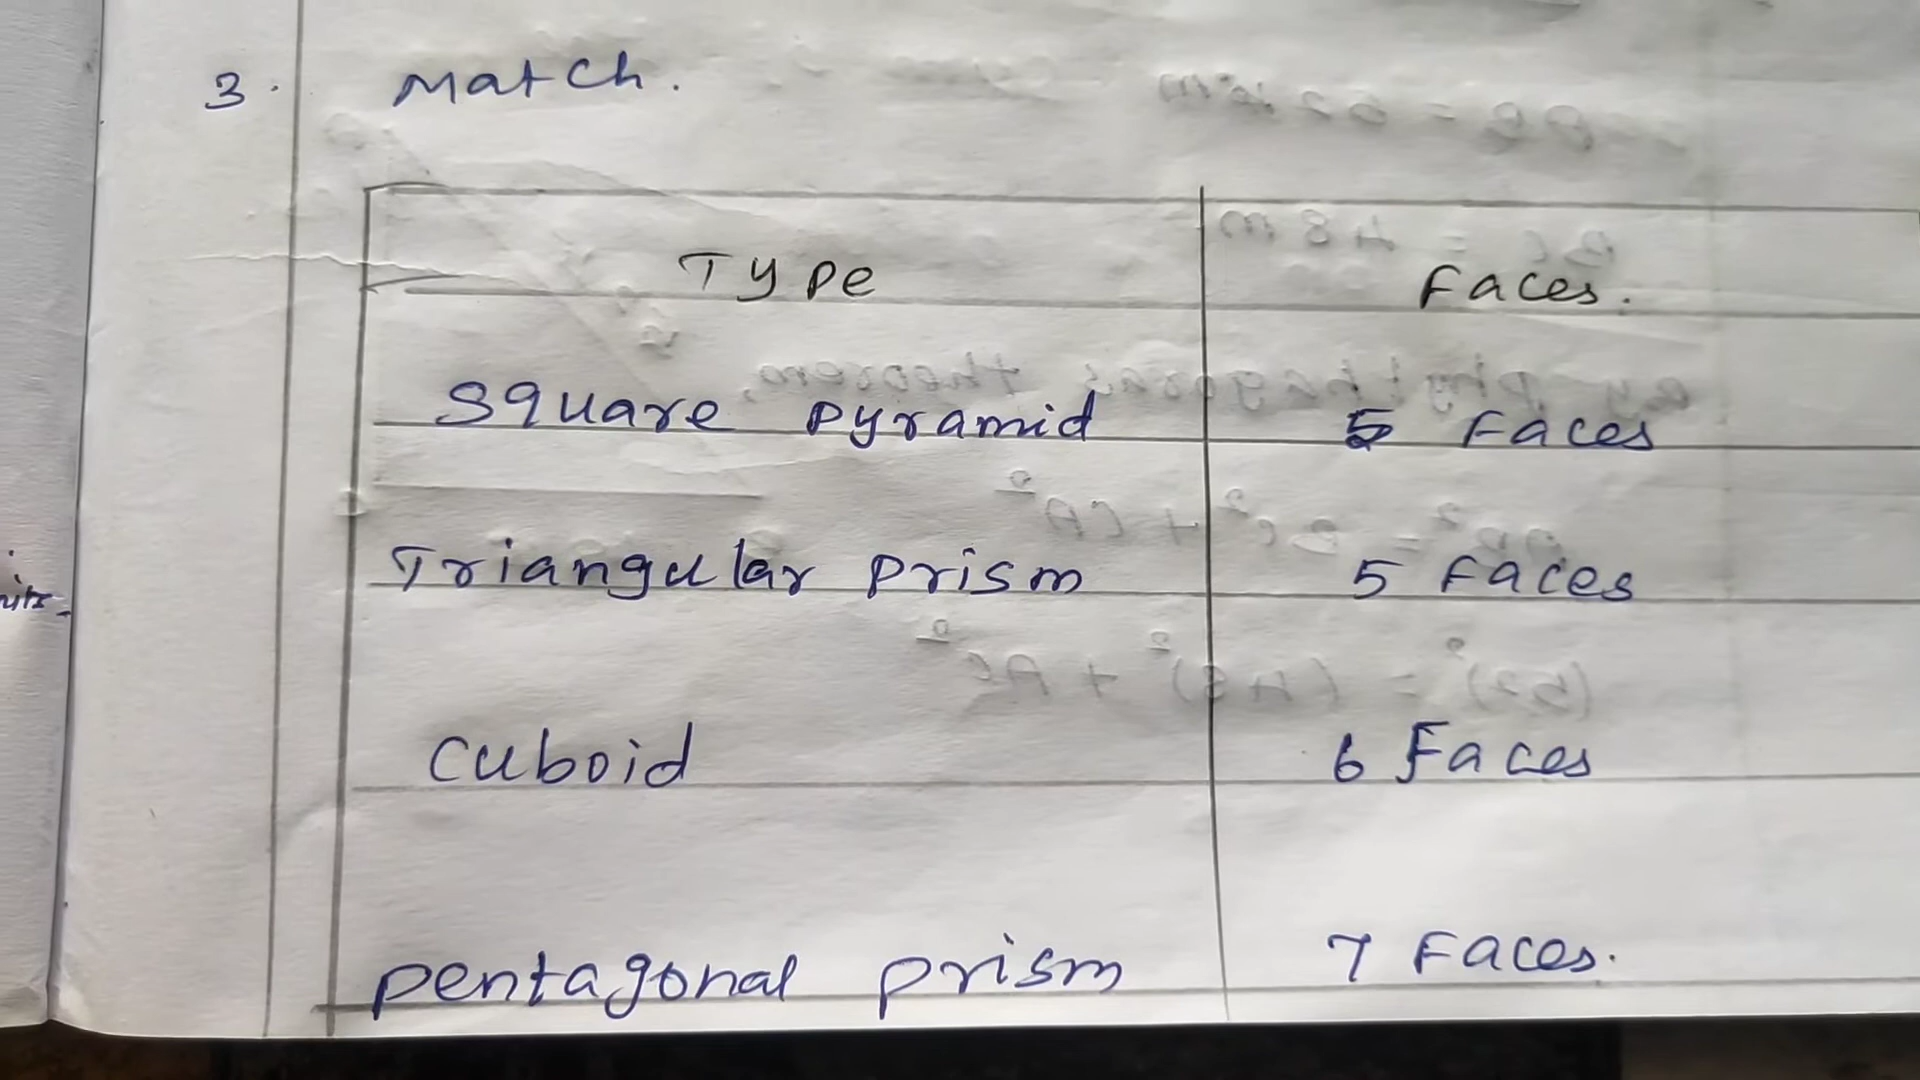 3. Match.
Type Faces.
Square pyramid 5 Faces
Triangular prism 5 Faces
Cuboid 6 Faces
pentagonal prism 7 Faces.